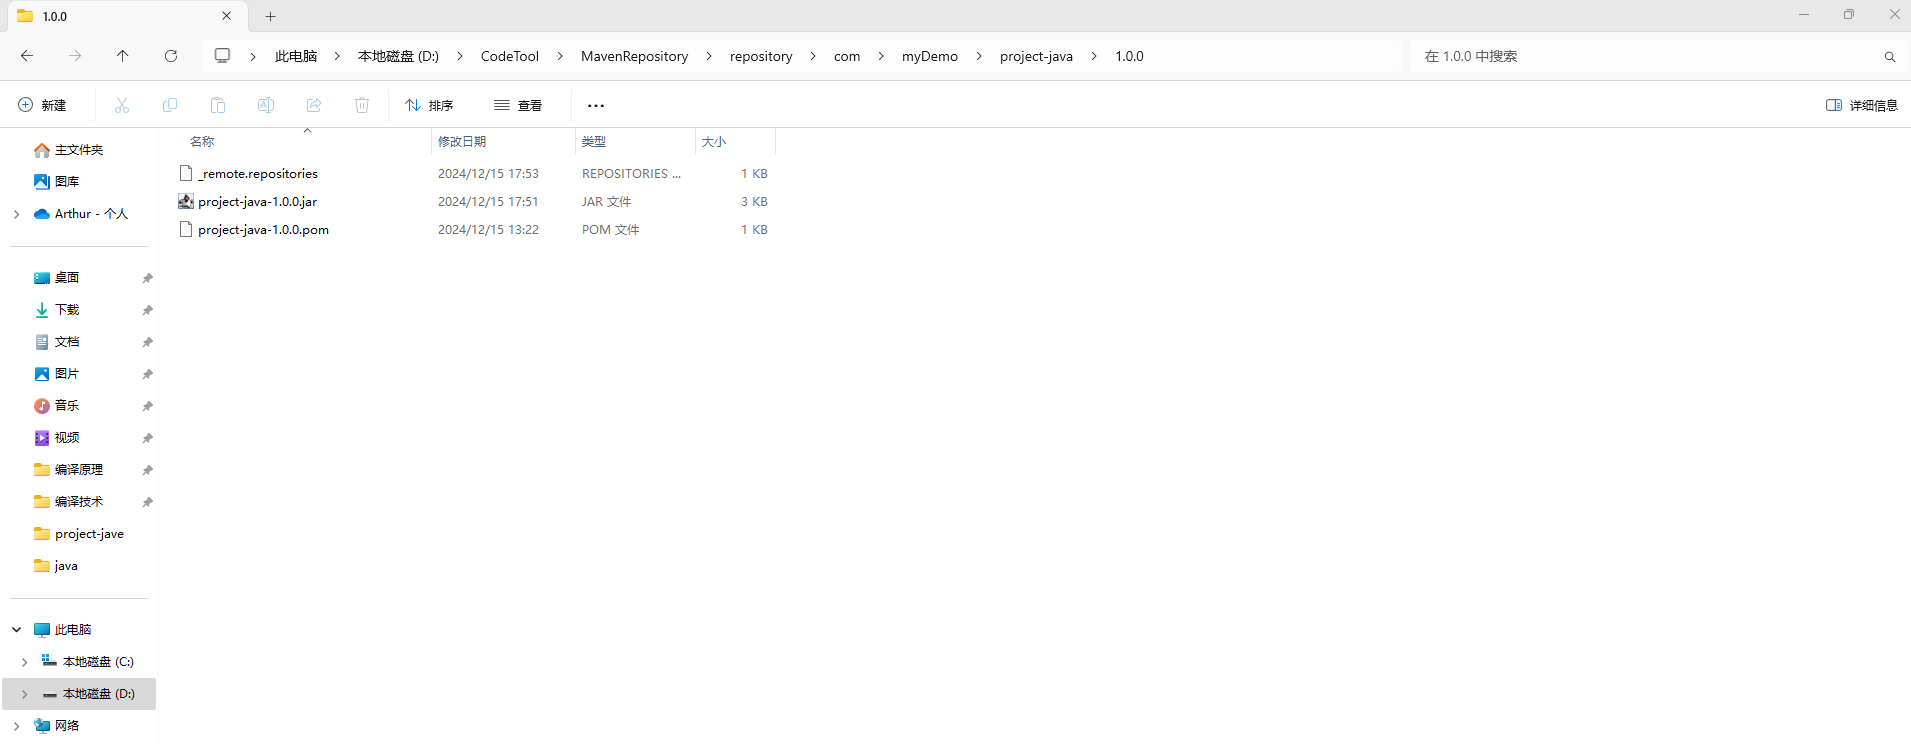 1.0.0
此电脑 本地磁盘 (D:) CodeTool MavenRepository repository com myDemo project-java 1.0.0
在 1.0.0 中搜索
新建 排序 查看 详细信息
名称 修改日期 类型 大小
_remote.repositories 2024/12/15 17:53 REPOSITORIES ... 1 KB
project-java-1.0.0.jar 2024/12/15 17:51 JAR 文件 3 KB
project-java-1.0.0.pom 2024/12/15 13:22 POM 文件 1 KB
主文件夹
图库
Arthur - 个人
桌面
下载
文档
图片
音乐
视频
编译原理
编译技术
project-jave
java
此电脑
本地磁盘 (C:)
本地磁盘 (D:)
网络